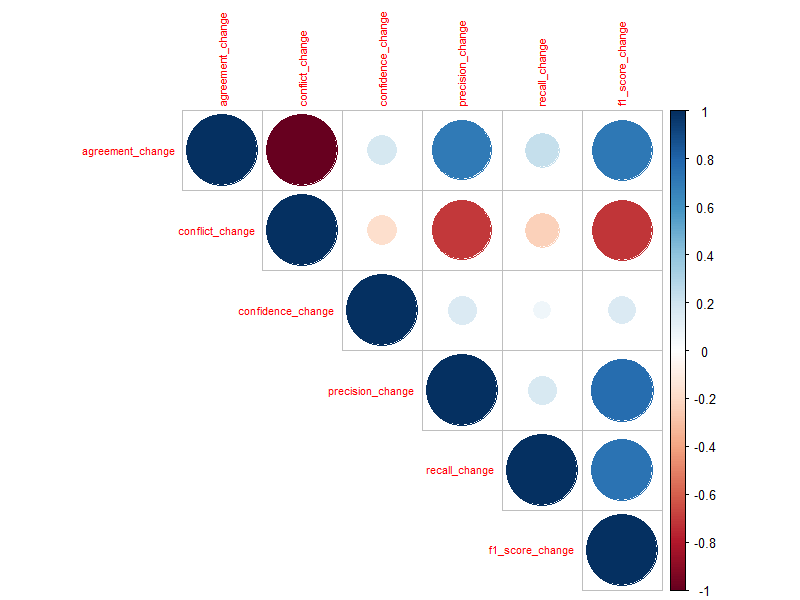 agreement_change
conflict_change
confidence_change
precision_change
recall_change
f1_score_change
agreement_change
conflict_change
confidence_change
precision_change
recall_change
f1_score_change
1
0.8
0.6
0.4
0.2
0
-0.2
-0.4
-0.6
-0.8
-1